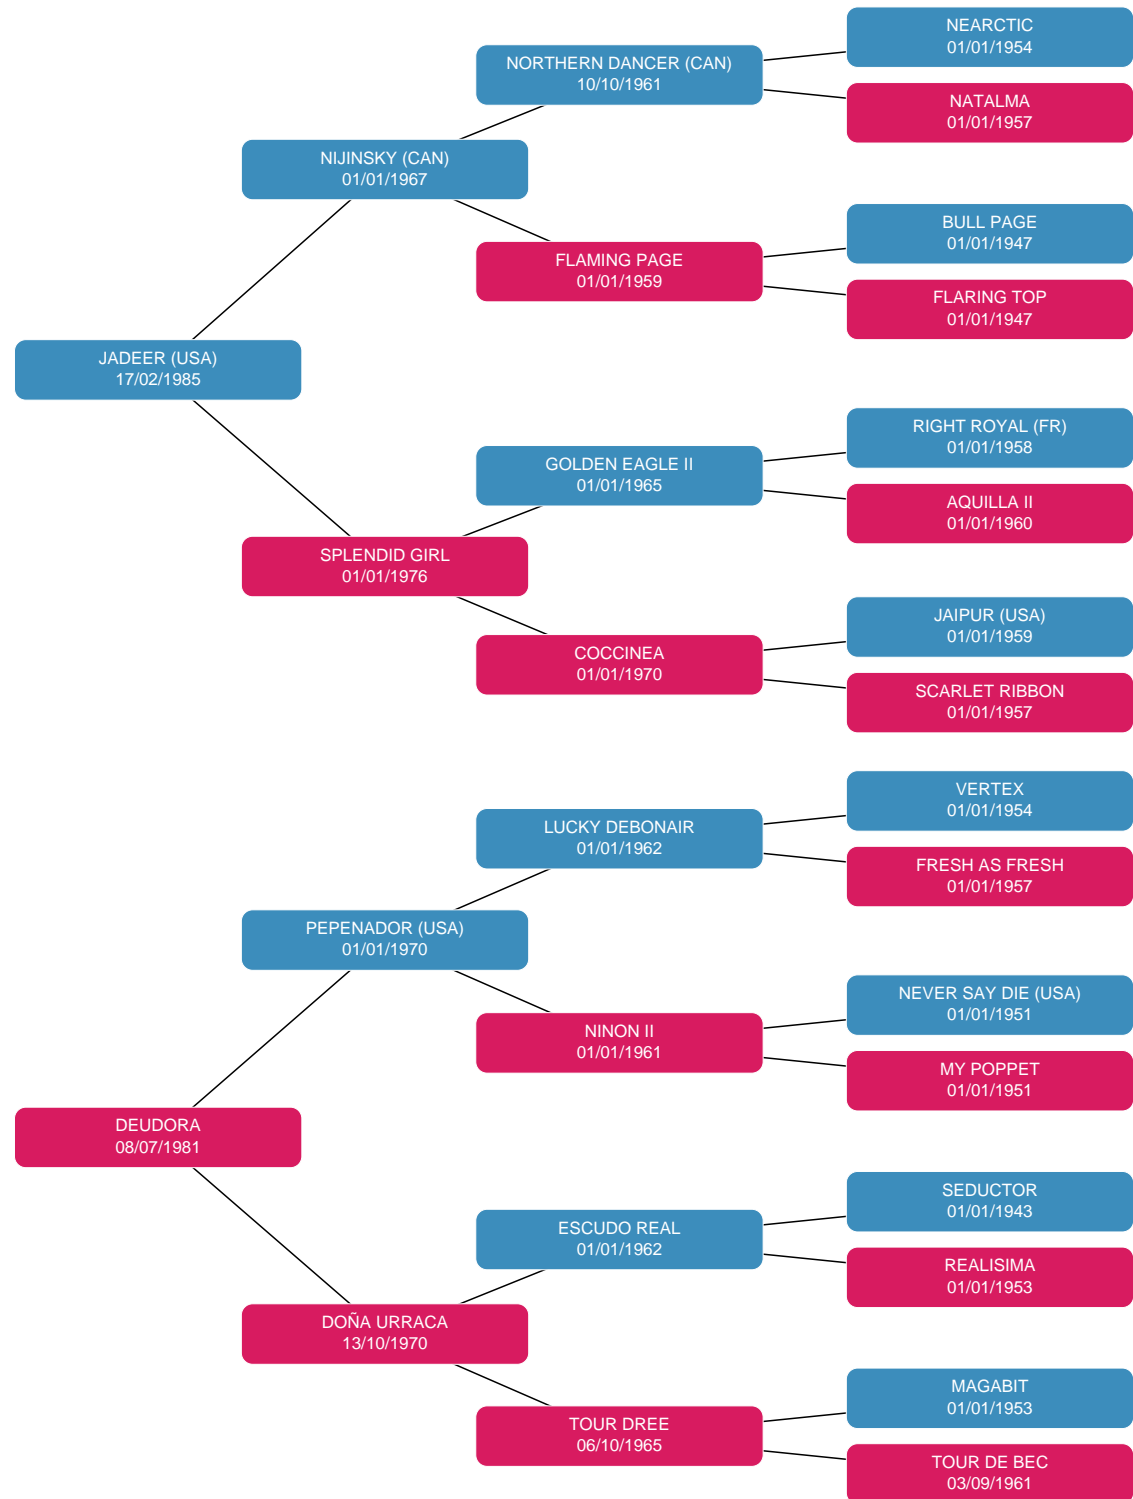 NEARCTIC
01/01/1954
NORTHERN DANCER (CAN)
10/10/1961
NATALMA
01/01/1957
NIJINSKY (CAN)
01/01/1967
BULL PAGE
01/01/1947
FLAMING PAGE
01/01/1959
FLARING TOP
01/01/1947
JADEER (USA)
17/02/1985
RIGHT ROYAL (FR)
01/01/1958
GOLDEN EAGLE II
01/01/1965
AQUILLA II
01/01/1960
SPLENDID GIRL
01/01/1976
JAIPUR (USA)
01/01/1959
COCCINEA
01/01/1970
SCARLET RIBBON
01/01/1957
VERTEX
01/01/1954
LUCKY DEBONAIR
01/01/1962
FRESH AS FRESH
01/01/1957
PEPENADOR (USA)
01/01/1970
NEVER SAY DIE (USA)
01/01/1951
NINON II
01/01/1961
MY POPPET
01/01/1951
DEUDORA
08/07/1981
SEDUCTOR
01/01/1943
ESCUDO REAL
01/01/1962
REALISIMA
01/01/1953
DOÑA URRACA
13/10/1970
MAGABIT
01/01/1953
TOUR DREE
06/10/1965
TOUR DE BEC
03/09/1961